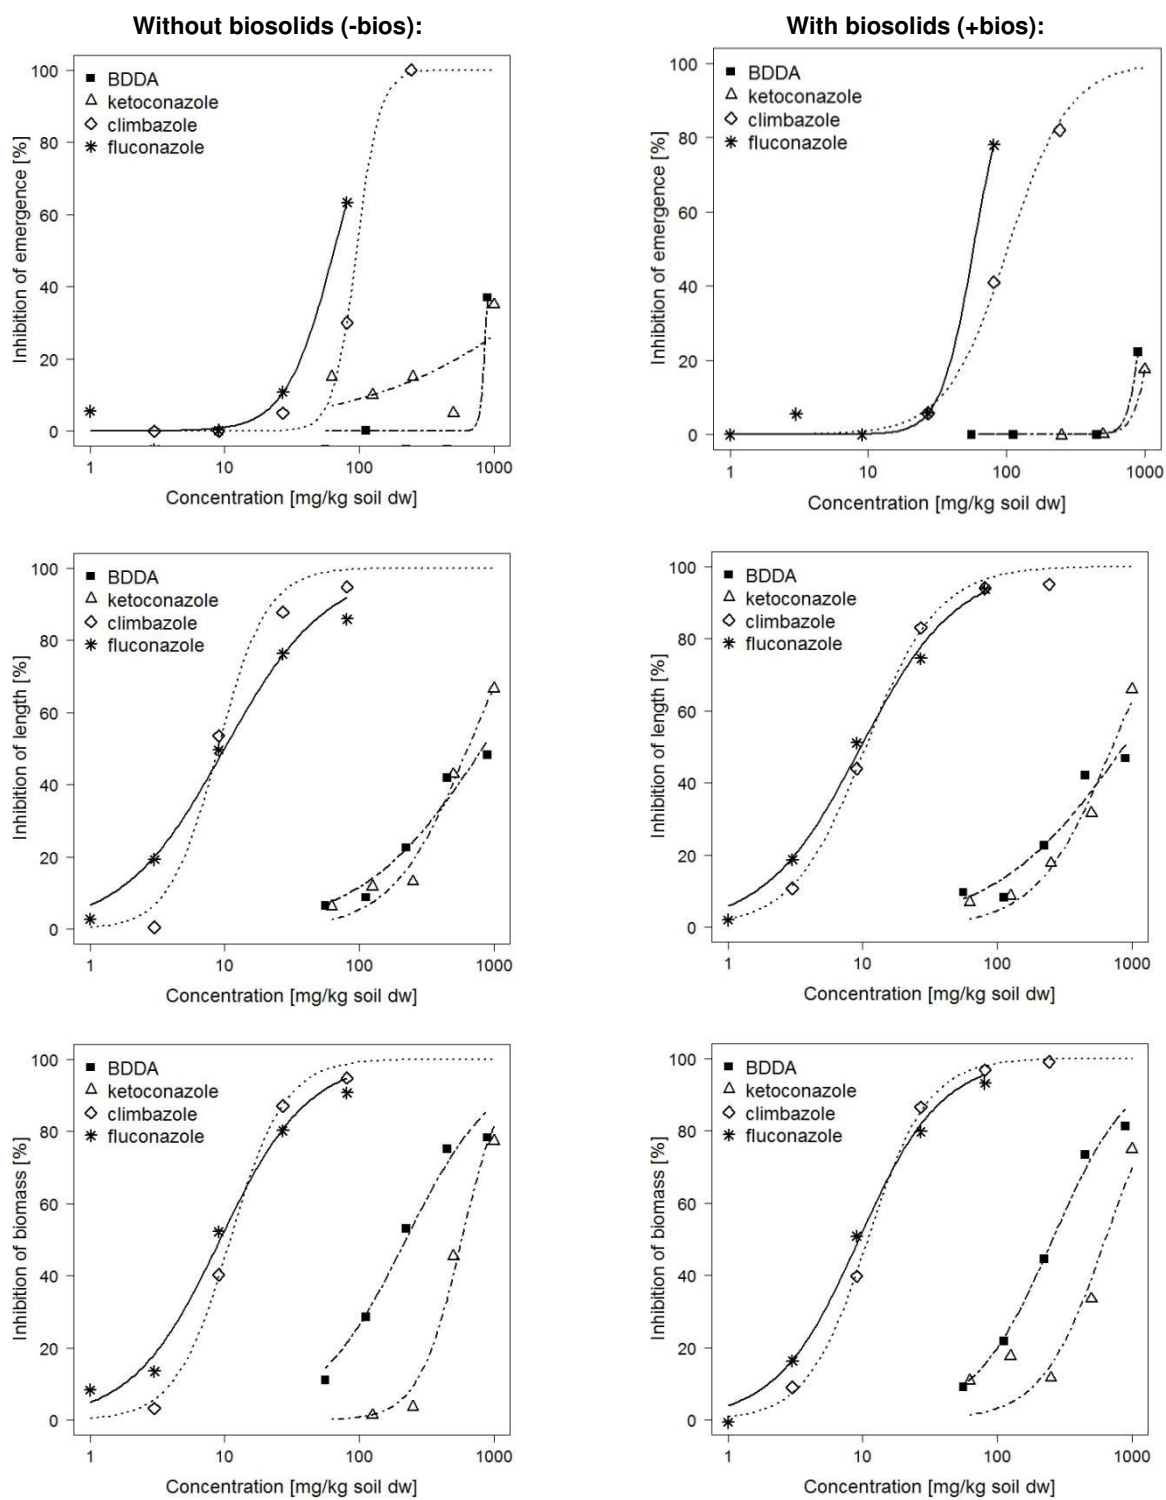 Without biosolids (-bios):
With biosolids (+bios):
BDDA
ketoconazole
climbazole
fluconazole
100
80
60
40
20
0
Inhibition of emergence [%]
1 10 100 1000
Concentration [mg/kg soil dw]
BDDA
ketoconazole
climbazole
fluconazole
100
80
60
40
20
0
Inhibition of emergence [%]
1 10 100 1000
Concentration [mg/kg soil dw]
BDDA
ketoconazole
climbazole
fluconazole
100
80
60
40
20
0
Inhibition of length [%]
1 10 100 1000
Concentration [mg/kg soil dw]
BDDA
ketoconazole
climbazole
fluconazole
100
80
60
40
20
0
Inhibition of length [%]
1 10 100 1000
Concentration [mg/kg soil dw]
BDDA
ketoconazole
climbazole
fluconazole
100
80
60
40
20
0
Inhibition of biomass [%]
1 10 100 1000
Concentration [mg/kg soil dw]
BDDA
ketoconazole
climbazole
fluconazole
100
80
60
40
20
0
Inhibition of biomass [%]
1 10 100 1000
Concentration [mg/kg soil dw]